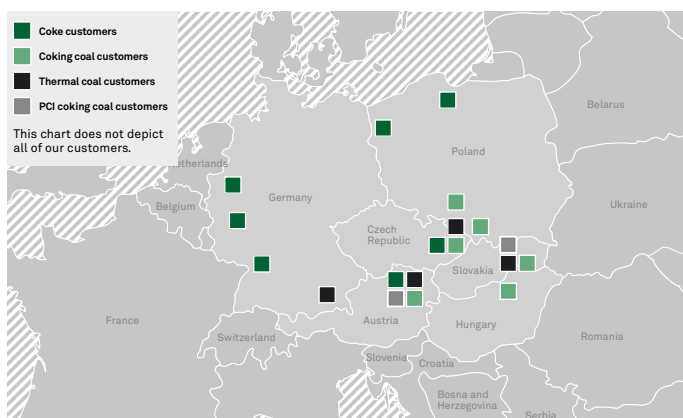 Coke customers
Coking coal customers
Thermal coal customers
PCI coking coal customers
This chart does not depict
all of our customers.
Belarus
Poland
etherlands
Germany
Belgium
Ukraine
Czech
Republic
Slovakia
France
Austria
Hungary
Switzerland
Romania
Slovenia
Croatia
Bosna and
Herzegovina
Serbia